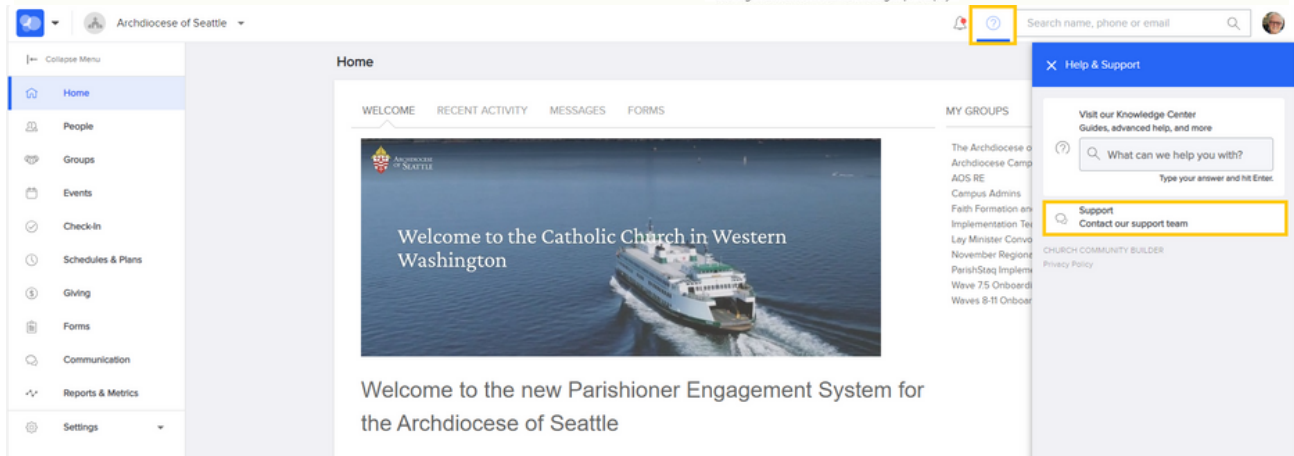 Archdiocese of Seattle
Search name, phone or email
Collapse Menu
Home
People
Groups
Events
Check-In
Schedules & Plans
Giving
Forms
Communication
Reports & Metrics
Settings
Home
WELCOME RECENT ACTIVITY MESSAGES FORMS
ARCHDIOCESE
OF SEATTLE
Welcome to the Catholic Church in Western
Washington
Welcome to the new Parishioner Engagement System for
the Archdiocese of Seattle
MY GROUPS
The Archdiocese o
Archdiocese Camp
AOS RE
Campus Admins
Faith Formation an
Implementation Te
Lay Minister Convo
November Regiona
ParishStaq Impleme
Wave 7.5 Onboardi
Waves 8-11 Onboar
Help & Support
Visit our Knowledge Center
Guides, advanced help, and more
What can we help you with?
Type your answer and hit Enter.
Support
Contact our support team
CHURCH COMMUNITY BUILDER
Privacy Policy